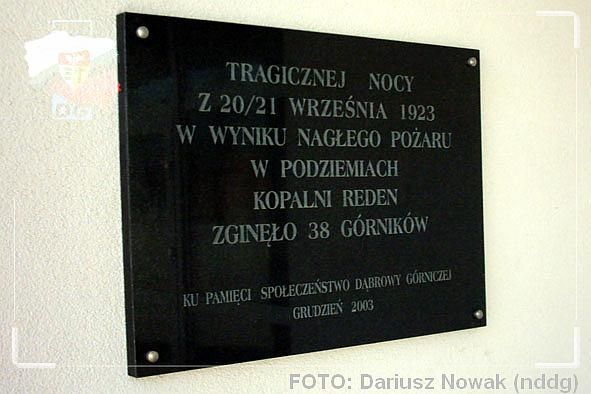 TRAGICZNEJ NOCY
Z 20/21 WRZEŚNIA 1923
W WYNIKU NAGŁEGO POŻARU
W PODZIEMIACH
KOPALNI REDEN
ZGINĘŁO 38 GÓRNIKÓW
KU PAMIĘCI SPOŁECZEŃSTWO DĄBROWY GÓRNICZEJ
GRUDZIEŃ 2003
FOTO: Dariusz Nowak (nddg)